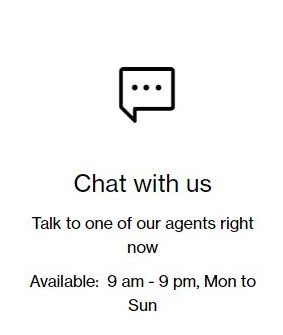 Chat with us
Talk to one of our agents right
now
Available:  9 am - 9 pm, Mon to
Sun